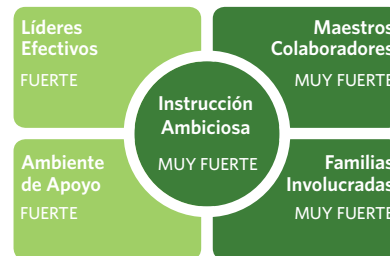 Líderes
Efectivos
FUERTE
Maestros
Colaboradores
MUY FUERTE
Instrucción
Ambiciosa
MUY FUERTE
Ambiente
de Apoyo
FUERTE
Familias
Involucradas
MUY FUERTE